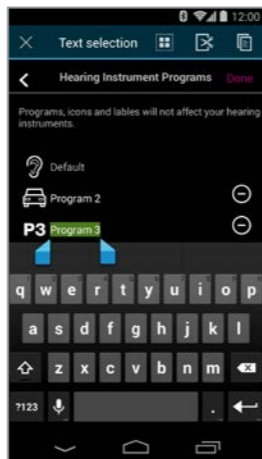 12:00
Text selection
Hearing Instrument Programs Done
Programs, icons and lables will not affect your hearing
instruments.
Default
Program 2
P3 Program 3
q w e r t y u i o p
a s d f g h j k l
z x c v b n m
?123 .